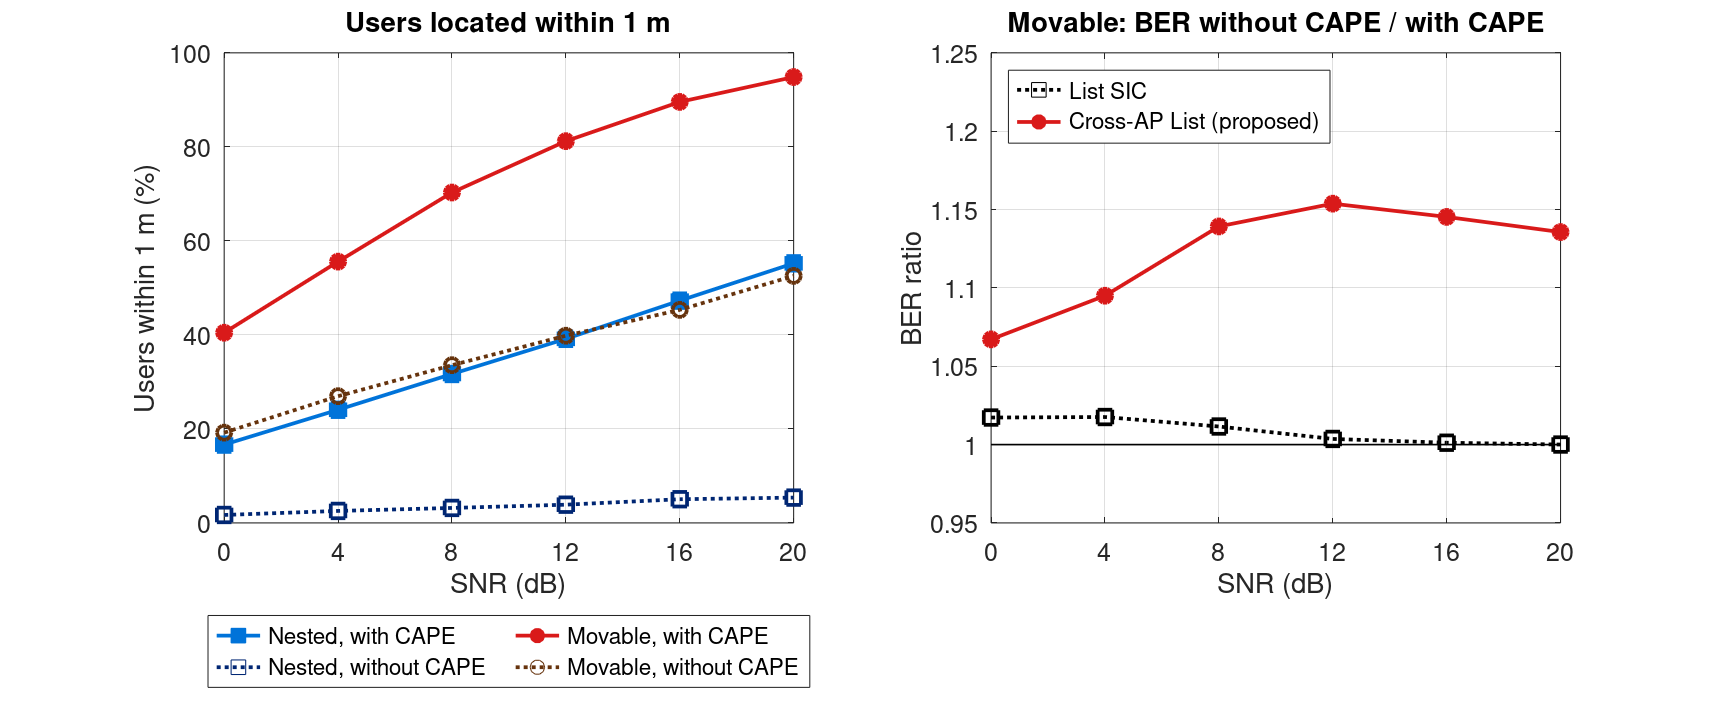 Users located within 1 m
100
80
60
40
20
0
Users within 1 m (%)
0 4 8 12 16 20
SNR (dB)
Nested, with CAPE
Movable, with CAPE
Nested, without CAPE
Movable, without CAPE
Movable: BER without CAPE / with CAPE
1.25
1.2
1.15
1.1
1.05
1
0.95
BER ratio
List SIC
Cross-AP List (proposed)
0 4 8 12 16 20
SNR (dB)